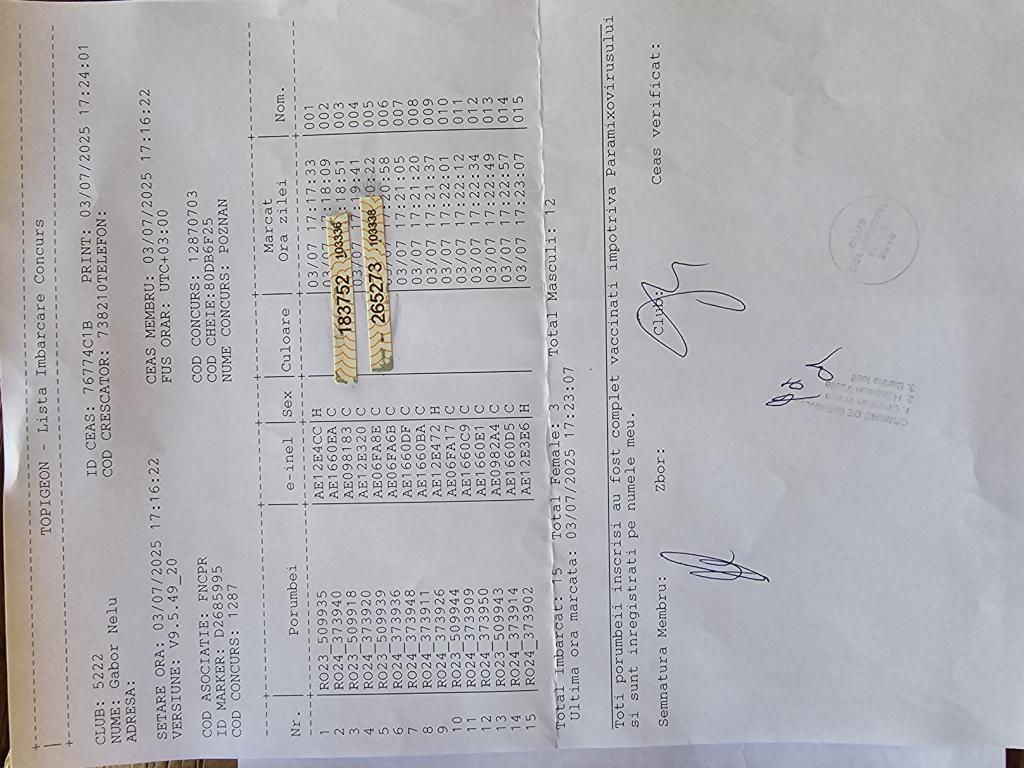 TOPIGEON - Lista Imbarcare Concurs
ID CEAS: 76774C1B PRINT: 03/07/2025 17:24:01
CLUB: 5222 COD CRESCATOR: 738210TELEFON:
NUME: Gabor Nelu
ADRESA:
SETARE ORA: 03/07/2025 17:16:22 CEAS MEMBRU: 03/07/2025 17:16:22
VERSIUNE: V9.5.49_20 FUS ORAR: UTC+03:00
COD ASOCIATIE: FNCPR COD CONCURS: 12870703
ID MARKER: D2685995 COD CHEIE:80DB6F25
COD CONCURS: 1287 NUME CONCURS: POZNAN
Nr. | Porumbei | e-inel | Sex | Culoare | Marcat Ora zilei | Nom.
1 RO23_509935 AE12E4CC H 03/07 17:17:33 001
2 RO24_373940 AE1660EA C 17:18:09 002
3 RO23_509918 AE098183 C 18:51 003
4 RO24_373920 AE12E320 C 03/07 1 :19:41 004
5 RO23_509939 AE06FA8E C :22 005
6 RO24_373936 AE06FA6B C :58 006
7 RO24_373948 AE1660DF C 03/07 17:21:05 007
8 RO24_373911 AE1660BA C 03/07 17:21:20 008
9 RO24_373926 AE12E472 H 03/07 17:21:37 009
10 RO23_509944 AE06FA17 C 03/07 17:22:01 010
11 RO24_373909 AE1660C9 C 03/07 17:22:12 011
12 RO24_373950 AE1660E1 C 03/07 17:22:34 012
13 RO23_509943 AE0982A4 C 03/07 17:22:49 013
14 RO24_373914 AE1660D5 C 03/07 17:22:57 014
15 RO24_373902 AE12E3E6 H 03/07 17:23:07 015
183752 103336
265273 103338
Total imbarcat: 15 Total Female: 3 Total Masculi: 12
Ultima ora marcata: 03/07/2025 17:23:07
Toti porumbeii inscrisi au fost complet vaccinati impotriva Paramixovirusului
si sunt inregistrati pe numele meu.
Semnatura Membru: Zbor: Club: Ceas verificat: